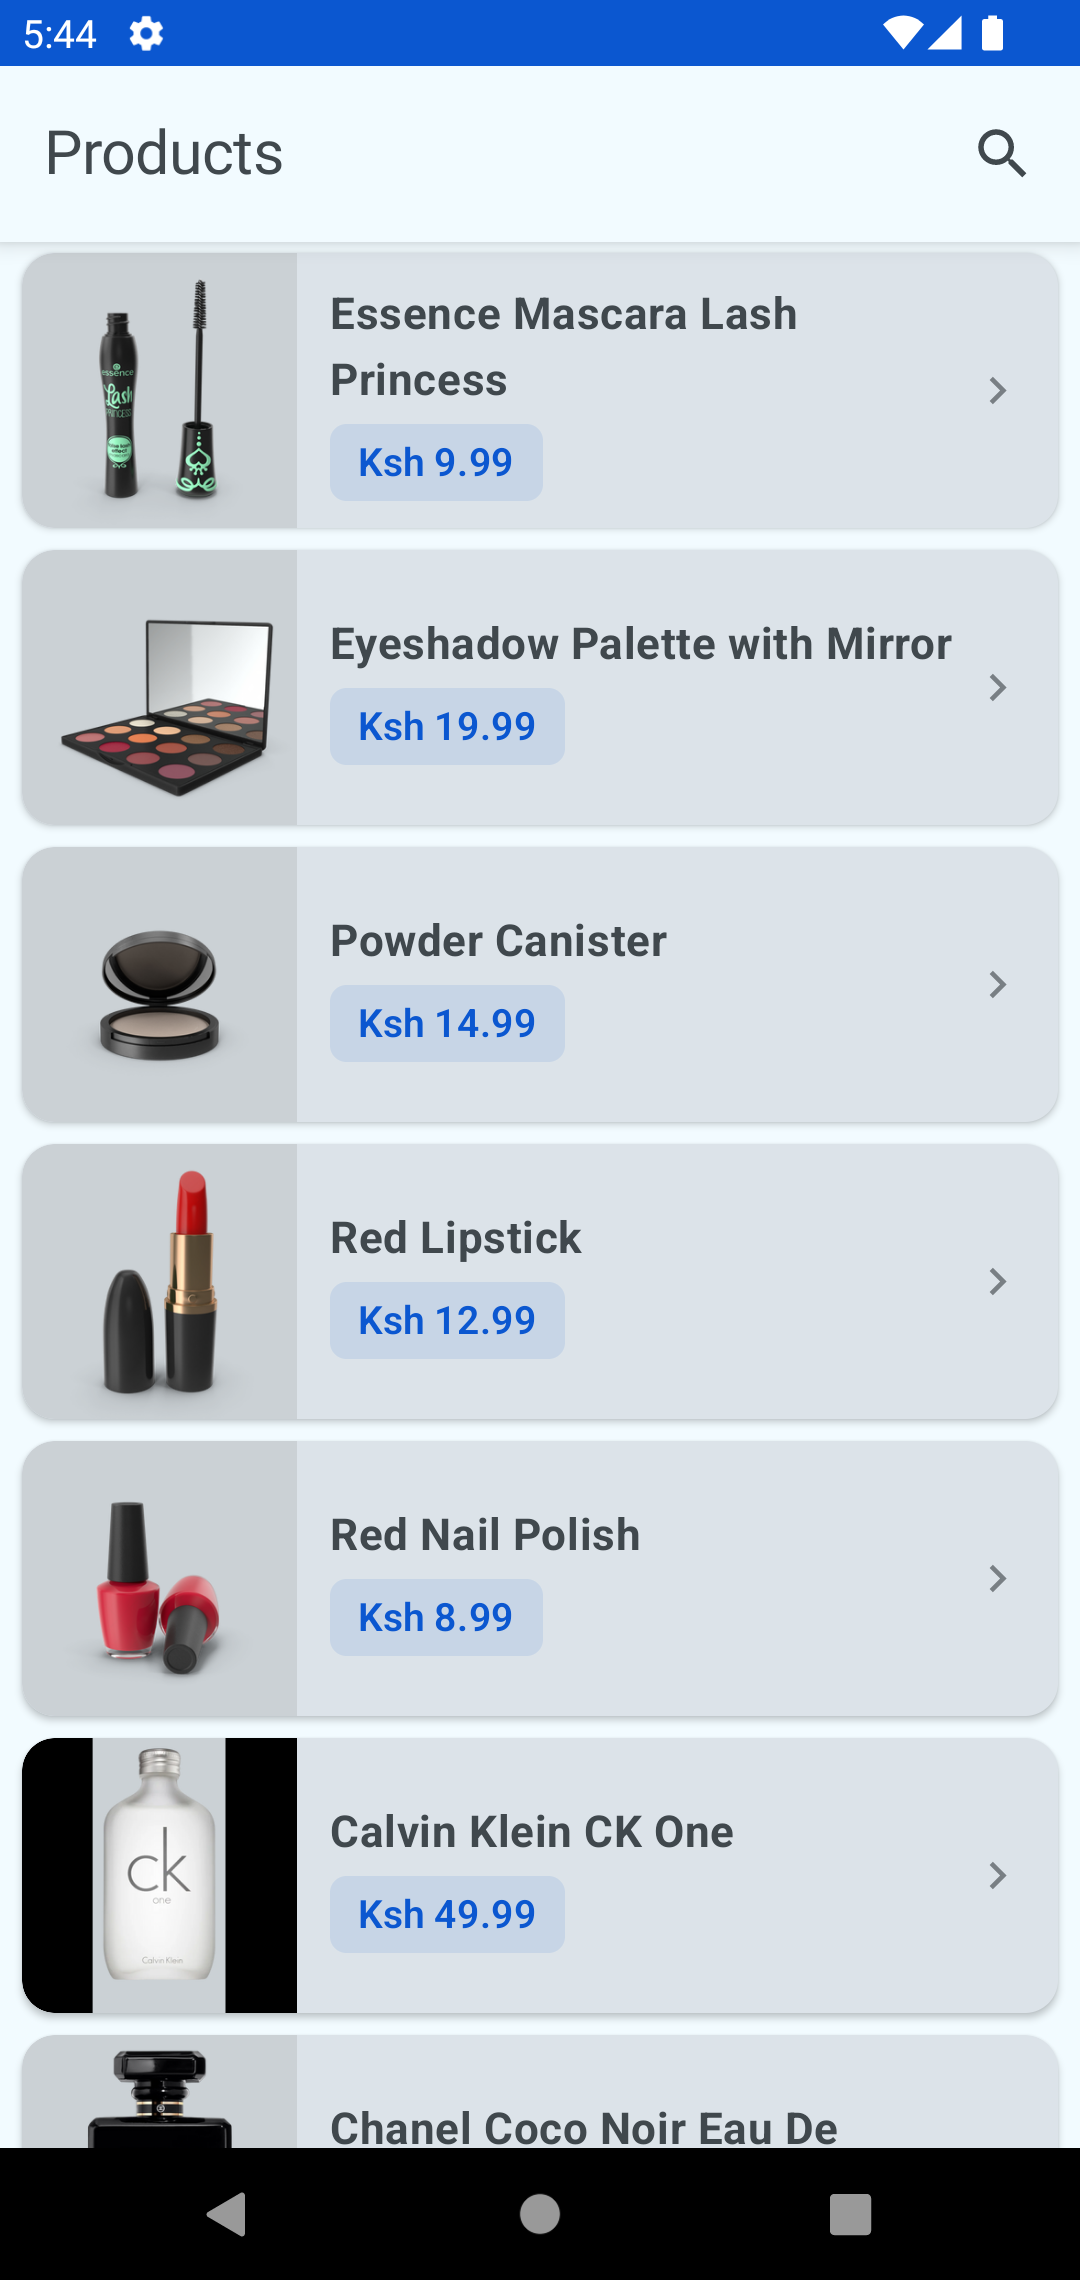 5:44
Products
essence
Lash
PRINCESS
Essence Mascara Lash
Princess
Ksh 9.99
Eyeshadow Palette with Mirror
Ksh 19.99
Powder Canister
Ksh 14.99
Red Lipstick
Ksh 12.99
Red Nail Polish
Ksh 8.99
ck
one
Calvin Klein
Calvin Klein CK One
Ksh 49.99
Chanel Coco Noir Eau De